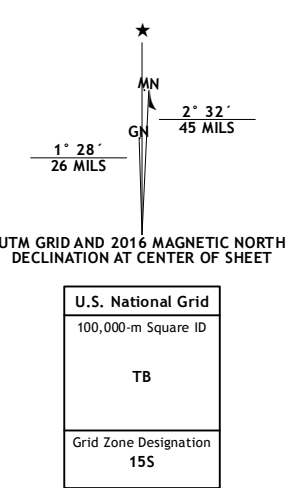 ★
MN
GN
2° 32´
45 MILS
1° 28´
26 MILS
UTM GRID AND 2016 MAGNETIC NORTH
DECLINATION AT CENTER OF SHEET
U.S. National Grid
100,000-m Square ID
TB
Grid Zone Designation
15S